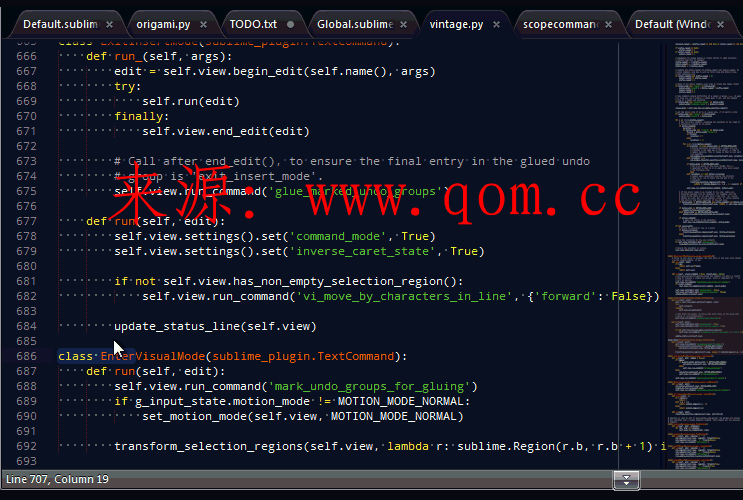 Default.sublim × origami.py × TODO.txt ● Global.sublime × vintage.py × scopecomman × Default (Windo ×
class ExitInsertMode(sublime_plugin.TextCommand):
666 def run_(self, args):
667 edit = self.view.begin_edit(self.name(), args)
668 try:
669 self.run(edit)
670 finally:
671 self.view.end_edit(edit)
672
673 # Call after end_edit(), to ensure the final entry in the glued undo
674 # group is 'exit_insert_mode'.
675 self.view.run_command('glue_marked_undo_groups')
676
677 def run(self, edit):
678 self.view.settings().set('command_mode', True)
679 self.view.settings().set('inverse_caret_state', True)
680
681 if not self.view.has_non_empty_selection_region():
682 self.view.run_command('vi_move_by_characters_in_line', {'forward': False})
683
684 update_status_line(self.view)
685
686 class EnterVisualMode(sublime_plugin.TextCommand):
687 def run(self, edit):
688 self.view.run_command('mark_undo_groups_for_gluing')
689 if g_input_state.motion_mode != MOTION_MODE_NORMAL:
690 set_motion_mode(self.view, MOTION_MODE_NORMAL)
691
692 transform_selection_regions(self.view, lambda r: sublime.Region(r.b, r.b + 1) i
693
来源: www.qom.cc
Line 707, Column 19